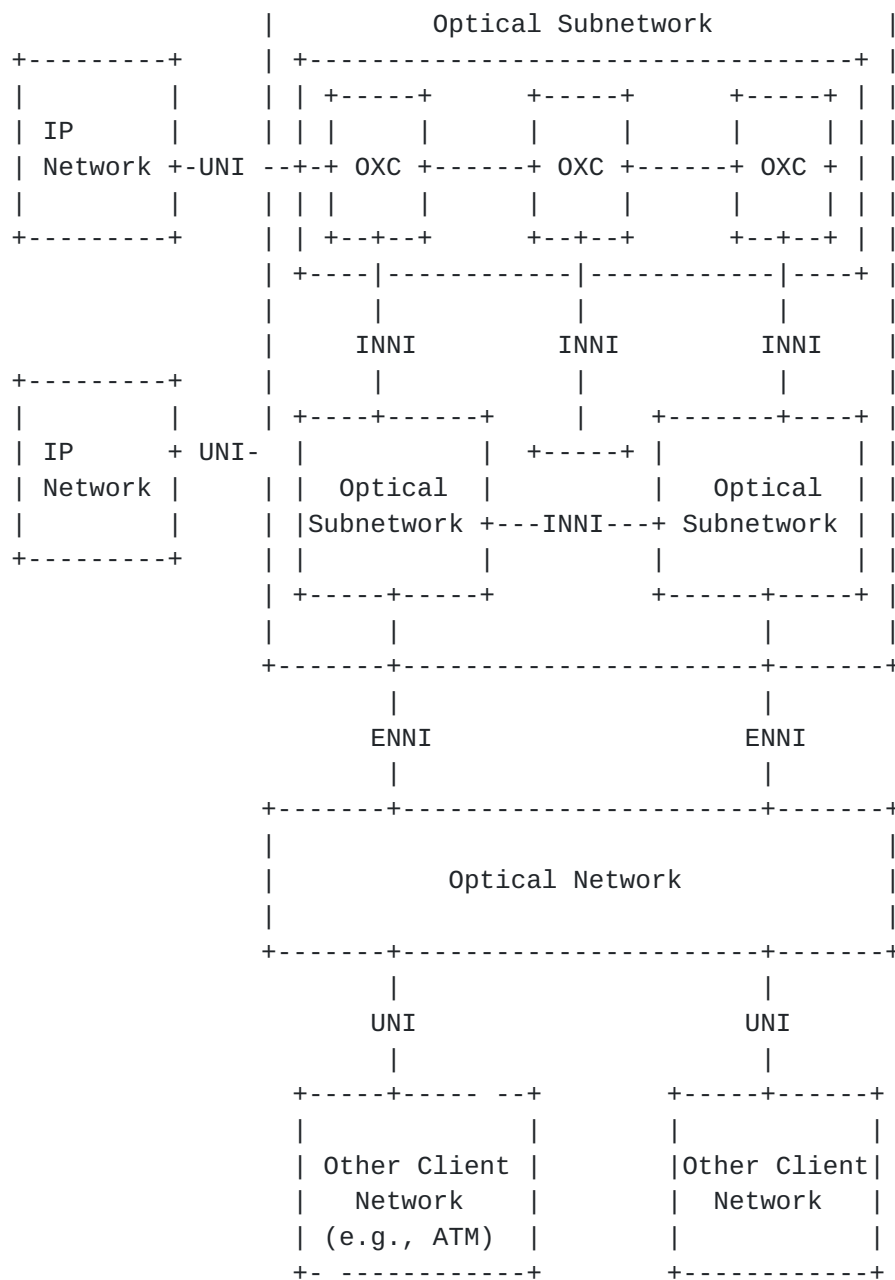 Optical Subnetwork
IP
Network UNI OXC OXC OXC
INNI INNI INNI
IP UNI
Network Optical Optical
Subnetwork INNI Subnetwork
ENNI ENNI
Optical Network
UNI UNI
Other Client Other Client
Network Network
(e.g., ATM)